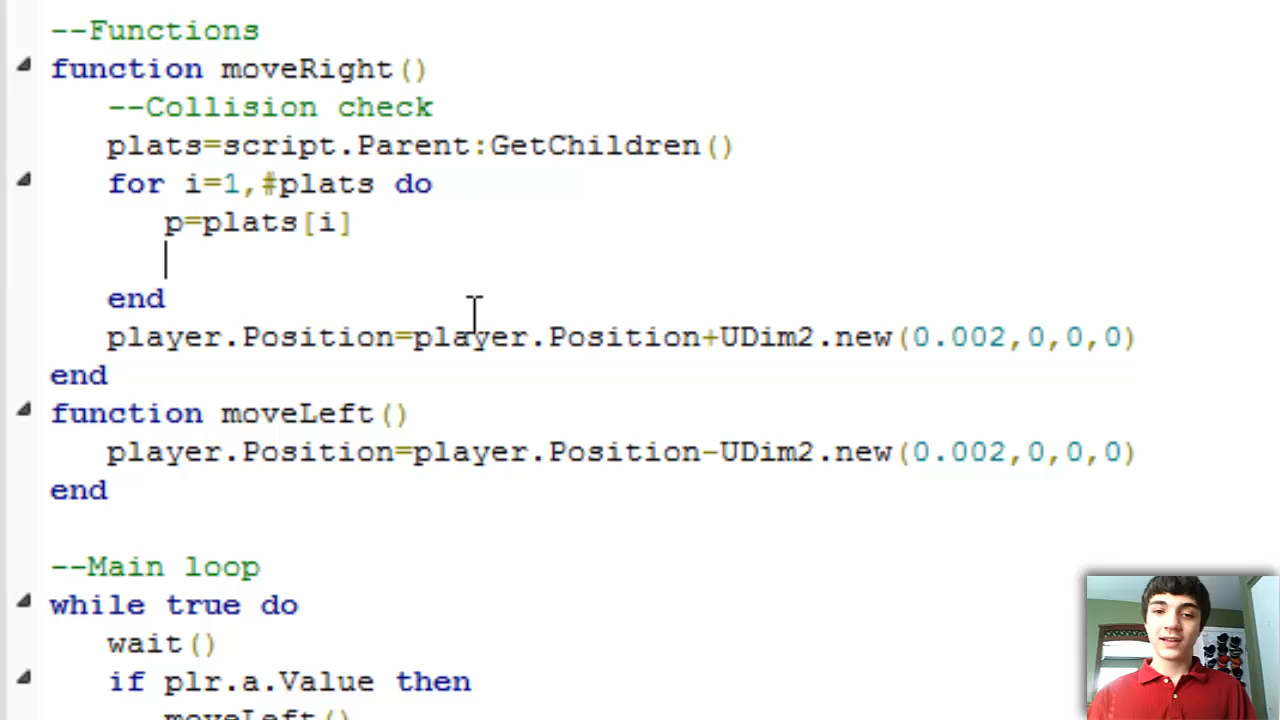 --Functions
function moveRight()
--Collision check
plats=script.Parent:GetChildren()
for i=1,#plats do
p=plats[i]
end
player.Position=player.Position+UDim2.new(0.002,0,0,0)
end
function moveLeft()
player.Position=player.Position-UDim2.new(0.002,0,0,0)
end
--Main loop
while true do
wait()
if plr.a.Value then
moveLeft()